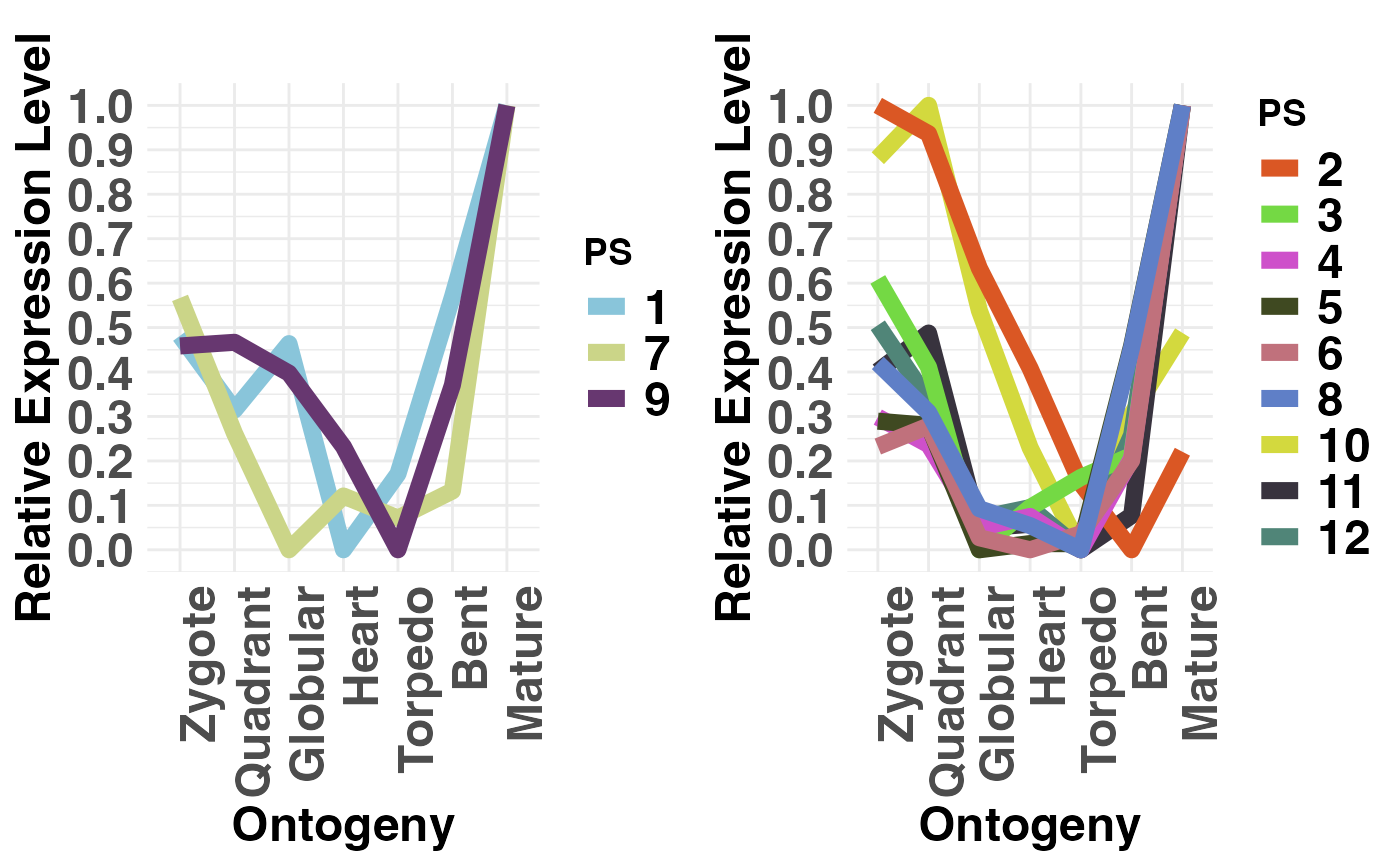 Relative Expression Level
1.0
0.9
0.8
0.7
0.6
0.5
0.4
0.3
0.2
0.1
0.0
Zygote
Quadrant
Globular
Heart
Torpedo
Bent
Mature
Ontogeny
PS
1
7
9
Relative Expression Level
1.0
0.9
0.8
0.7
0.6
0.5
0.4
0.3
0.2
0.1
0.0
Zygote
Quadrant
Globular
Heart
Torpedo
Bent
Mature
Ontogeny
PS
2
3
4
5
6
8
10
11
12